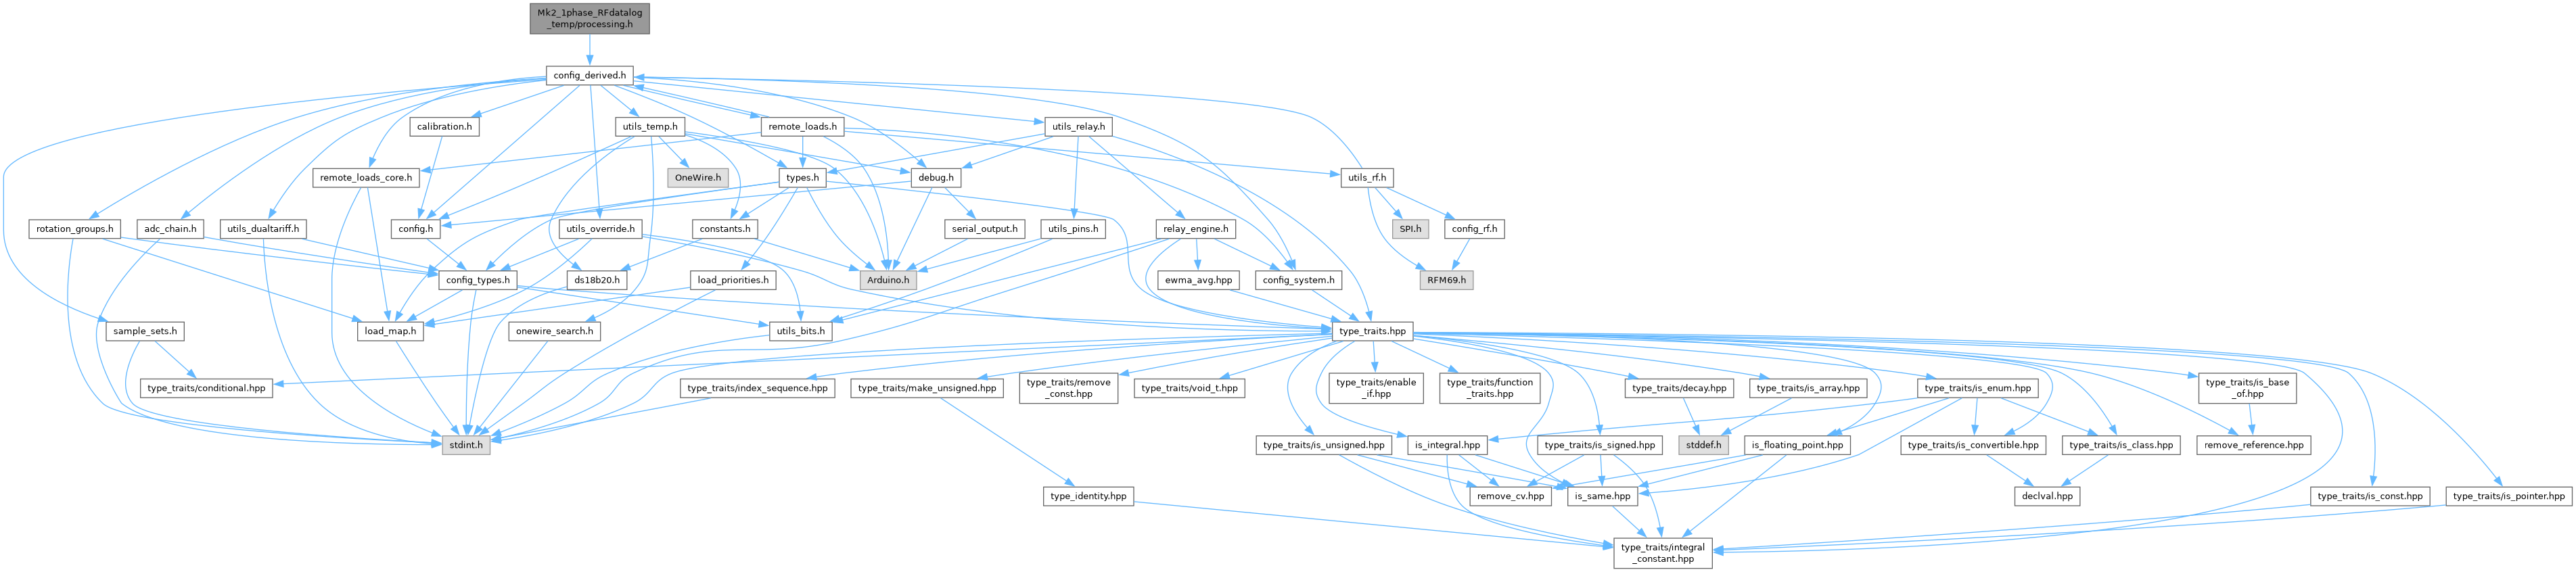 Mk2_1phase_RFdatalog
_temp/processing.h
config_derived.h
calibration.h
utils_temp.h
remote_loads.h
utils_relay.h
remote_loads_core.h
OneWire.h
types.h
debug.h
utils_rf.h
rotation_groups.h
adc_chain.h
utils_dualtariff.h
config.h
utils_override.h
constants.h
serial_output.h
utils_pins.h
relay_engine.h
SPI.h
config_rf.h
config_types.h
ds18b20.h
load_priorities.h
Arduino.h
ewma_avg.hpp
config_system.h
RFM69.h
sample_sets.h
load_map.h
onewire_search.h
utils_bits.h
type_traits.hpp
type_traits/conditional.hpp
type_traits/index_sequence.hpp
type_traits/make_unsigned.hpp
type_traits/remove
_const.hpp
type_traits/void_t.hpp
type_traits/enable
_if.hpp
type_traits/function
_traits.hpp
type_traits/decay.hpp
type_traits/is_array.hpp
type_traits/is_enum.hpp
type_traits/is_base
_of.hpp
stdint.h
type_traits/is_unsigned.hpp
is_integral.hpp
type_traits/is_signed.hpp
stddef.h
is_floating_point.hpp
type_traits/is_convertible.hpp
type_traits/is_class.hpp
remove_reference.hpp
type_identity.hpp
remove_cv.hpp
is_same.hpp
declval.hpp
type_traits/is_const.hpp
type_traits/is_pointer.hpp
type_traits/integral
_constant.hpp